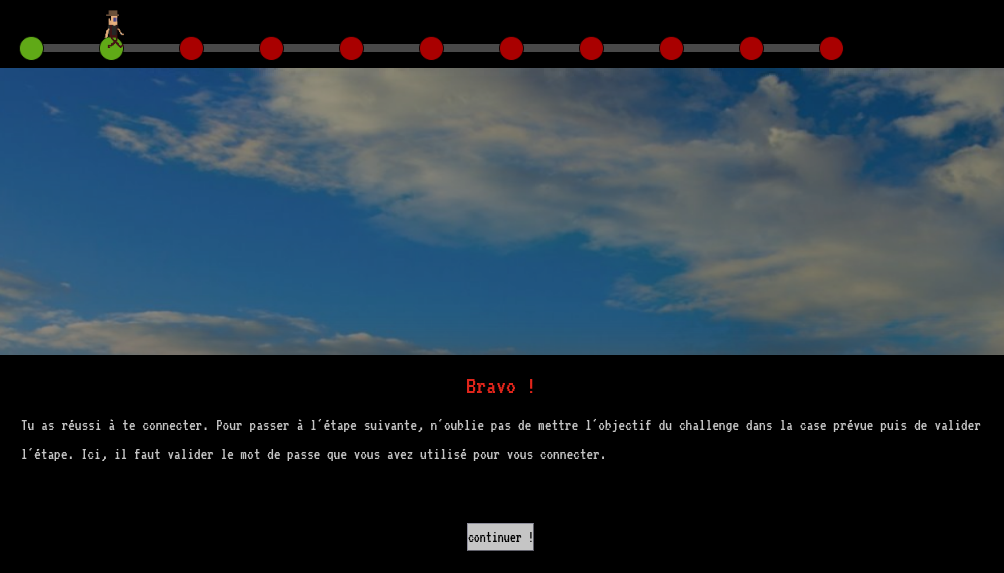 Bravo !
Tu as réussi à te connecter. Pour passer à l'étape suivante, n'oublie pas de mettre l'objectif du challenge dans la case prévue puis de valider
l'étape. Ici, il faut valider le mot de passe que vous avez utilisé pour vous connecter.
continuer !